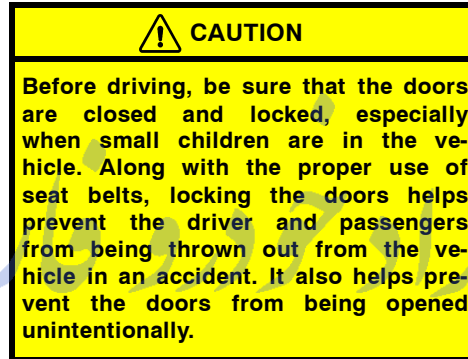 CAUTION
Before driving, be sure that the doors
are closed and locked, especially
when small children are in the ve-
hicle. Along with the proper use of
seat belts, locking the doors helps
prevent the driver and passengers
from being thrown out from the ve-
hicle in an accident. It also helps pre-
vent the doors from being opened
unintentionally.